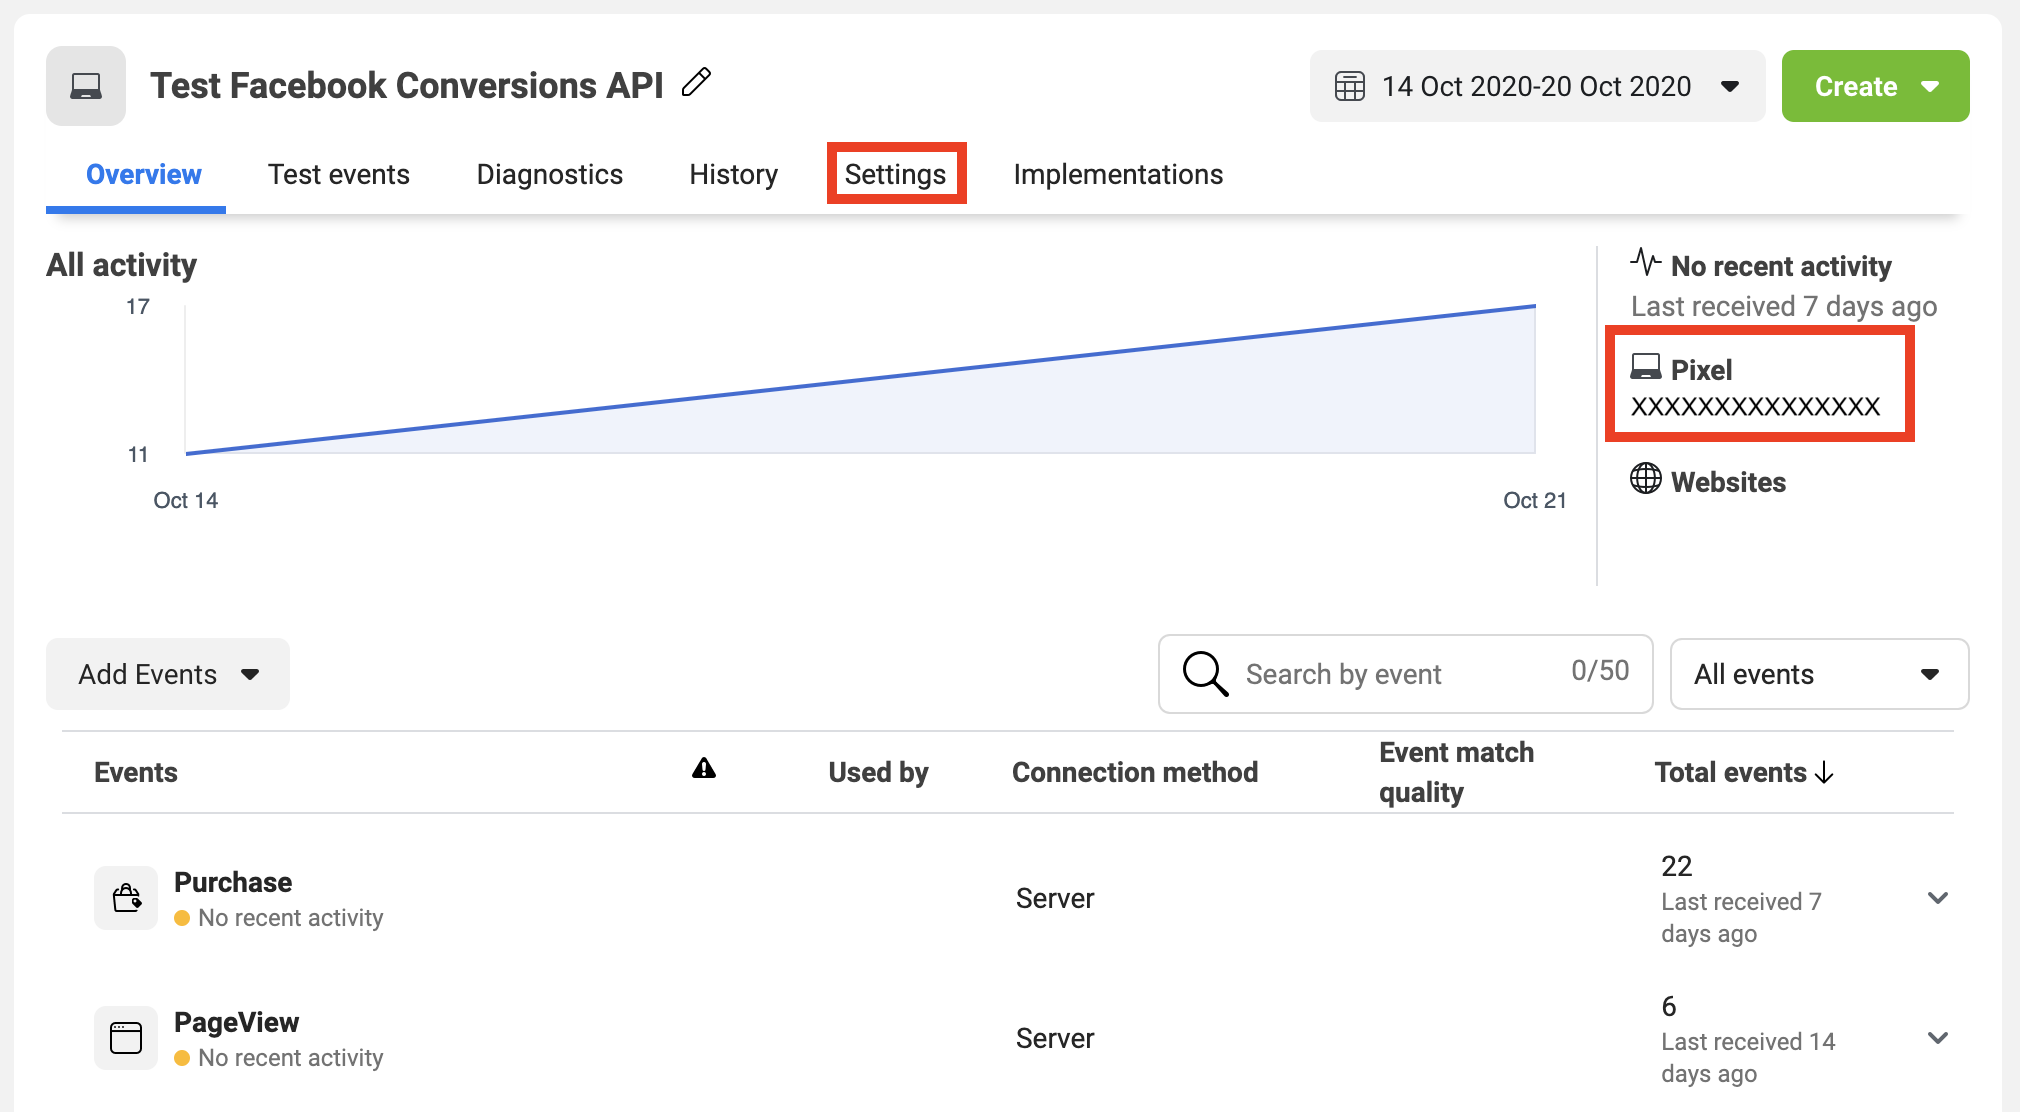 Test Facebook Conversions API
14 Oct 2020-20 Oct 2020
Create
Overview
Test events
Diagnostics
History
Settings
Implementations
All activity
17
11
Oct 14
Oct 21
No recent activity
Last received 7 days ago
Pixel
XXXXXXXXXXXXXXX
Websites
Add Events
Search by event
0/50
All events
Events
Used by
Connection method
Event match
quality
Total events
Purchase
No recent activity
Server
22
Last received 7
days ago
PageView
No recent activity
Server
6
Last received 14
days ago